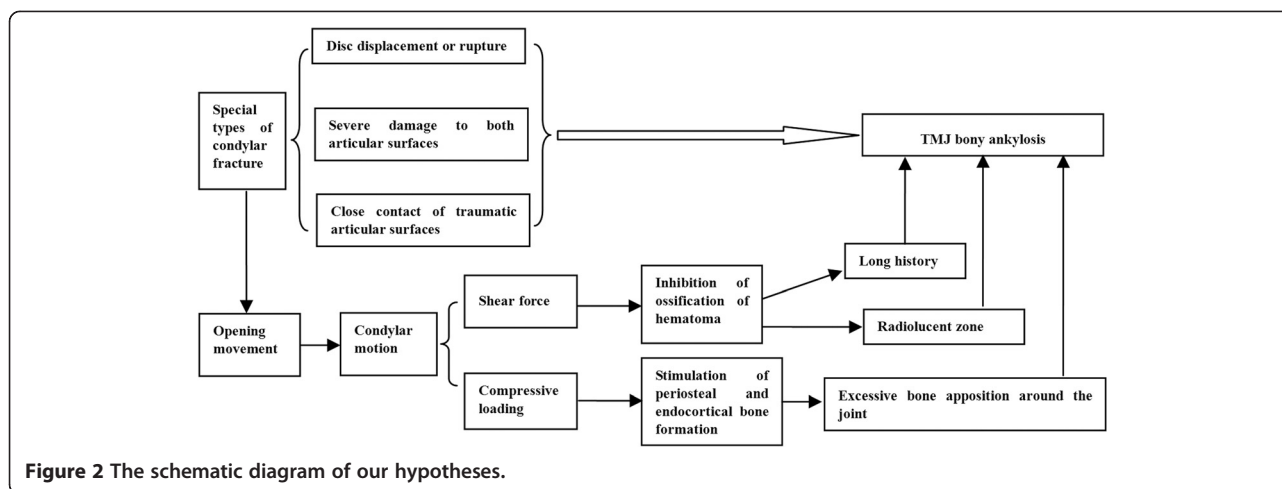 Disc displacement or rupture
Special
types of
condylar
fracture
Severe damage to both
articular surfaces
TMJ bony ankylosis
Close contact of traumatic
articular surfaces
Long history
Shear force
Inhibition of
ossification of
hematoma
Radiolucent zone
Opening
movement
Condylar
motion
Compressive
loading
Stimulation of
periosteal and
endocortical bone
formation
Excessive bone apposition around the
joint
Figure 2 The schematic diagram of our hypotheses.